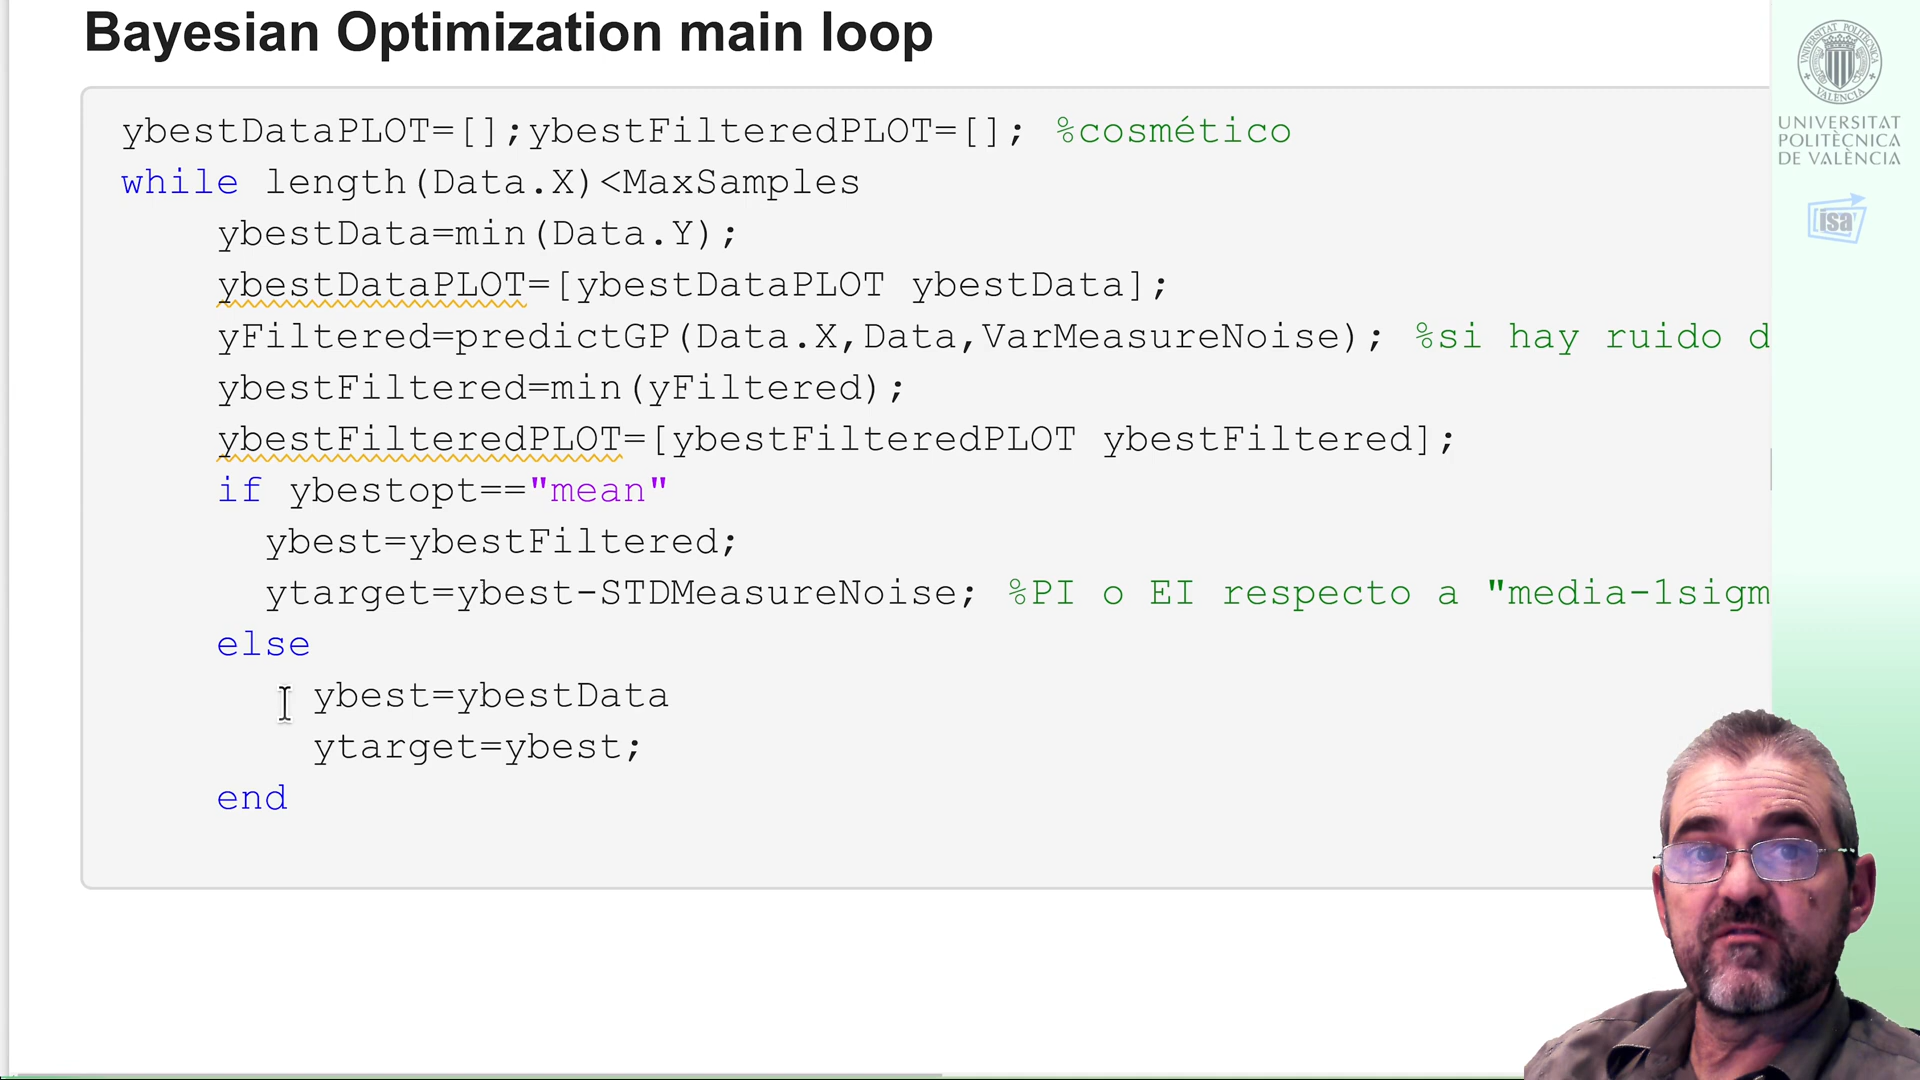 Bayesian Optimization main loop
ybestDataPLOT=[];ybestFilteredPLOT=[]; %cosmético
while length(Data.X)<MaxSamples
ybestData=min(Data.Y);
ybestDataPLOT=[ybestDataPLOT ybestData];
yFiltered=predictGP(Data.X,Data,VarMeasureNoise); %si hay ruido d
ybestFiltered=min(yFiltered);
ybestFilteredPLOT=[ybestFilteredPLOT ybestFiltered];
if ybestopt=="mean"
ybest=ybestFiltered;
ytarget=ybest-STDMeasureNoise; %PI o EI respecto a "media-1sigm
else
ybest=ybestData
ytarget=ybest;
end
UNIVERSITAT
POLITÈCNICA
DE VALÈNCIA
isa